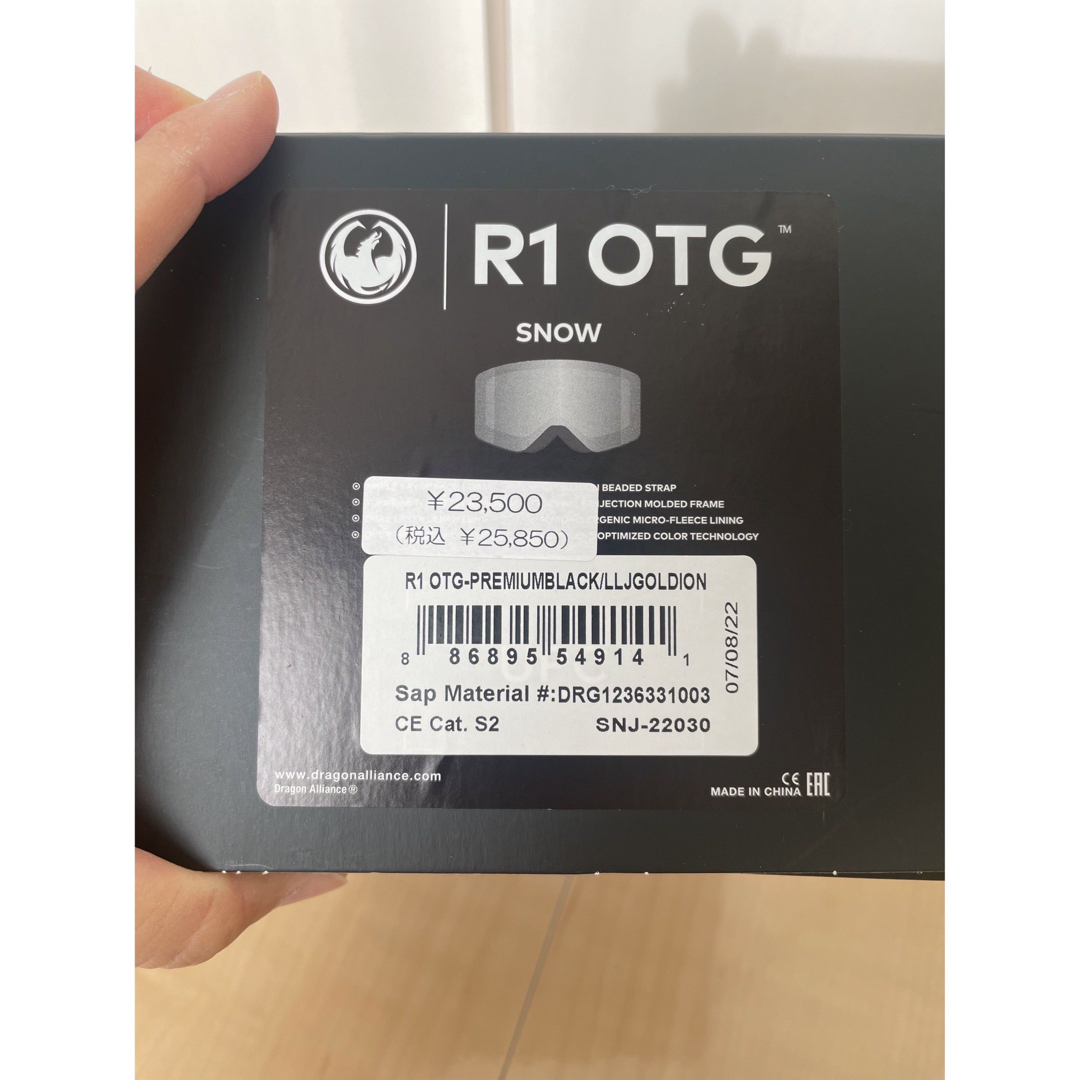 R1 OTG™
SNOW
BEADED STRAP
MOLDED FRAME
MICRO-FLEECE LINING
OPTIMIZED COLOR TECHNOLOGY
¥23,500
(税込 ¥25,850)
R1 OTG-PREMIUMBLACK/LLJGOLDION
8 86895 54914 1
07/08/22
Sap Material #:DRG1236331003
CE Cat. S2 SNJ-22030
www.dragonalliance.com
Dragon Alliance®
CE EAC
MADE IN CHINA